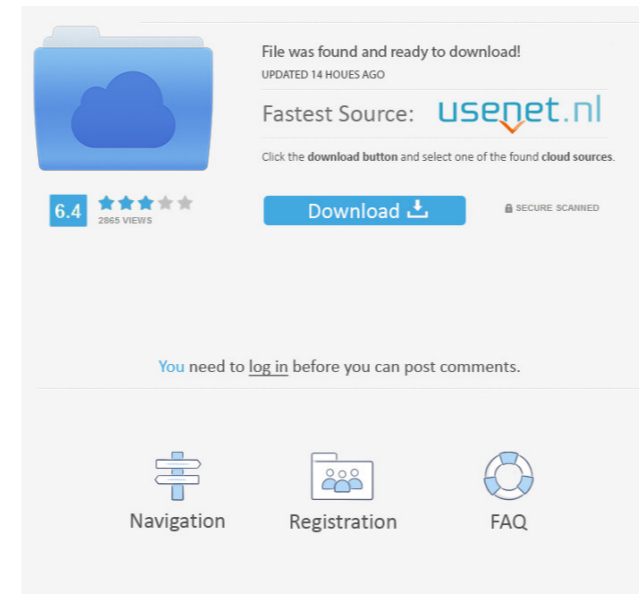 File was found and ready to download!
UPDATED 14 HOUES AGO
Fastest Source: usenet.nl
Click the download button and select one of the found cloud sources.
6.4
2865 VIEWS
Download
SECURE SCANNED
You need to log in before you can post comments.
Navigation
Registration
FAQ